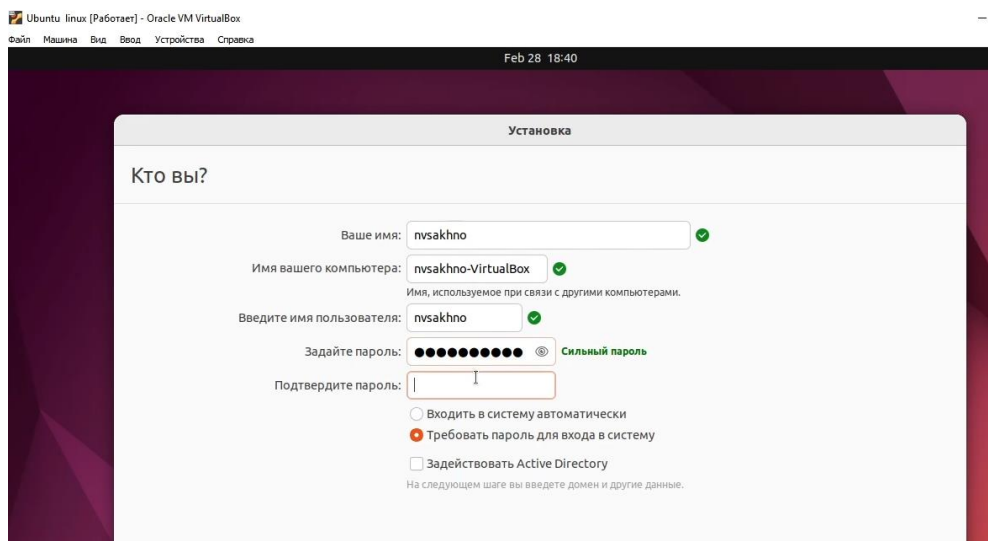 Ubuntu linux [Работает] - Oracle VM VirtualBox
Файл Машина Вид Ввод Устройства Справка
Feb 28 18:40
Установка
Кто вы?
Ваше имя: nvsakhno
Имя вашего компьютера: nvsakhno-VirtualBox
Имя, используемое при связи с другими компьютерами.
Введите имя пользователя: nvsakhno
Задайте пароль: ●●●●●●●●●● Сильный пароль
Подтвердите пароль:
Входить в систему автоматически
Требовать пароль для входа в систему
Задействовать Active Directory
На следующем шаге вы введете домен и другие данные.